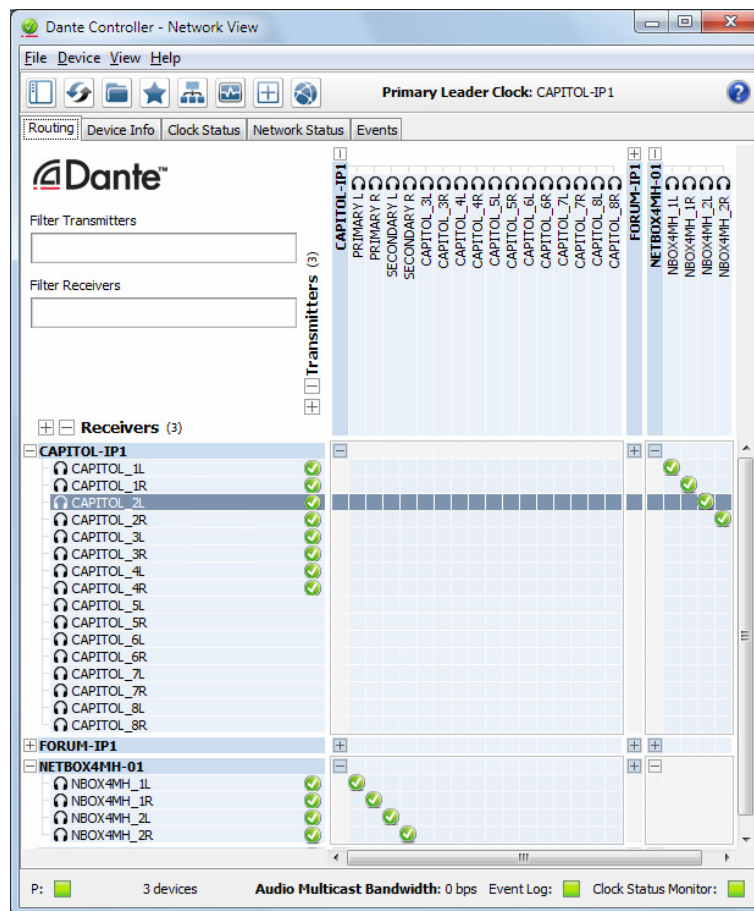 Dante Controller - Network View
File Device View Help
Primary Leader Clock: CAPITOL-IP1
Routing Device Info Clock Status Network Status Events
Dante™
Filter Transmitters
Filter Receivers
Transmitters (3)
CAPITOL-IP1
PRIMARY L
PRIMARY R
SECONDARY L
SECONDARY R
CAPITOL_3L
CAPITOL_3R
CAPITOL_4L
CAPITOL_4R
CAPITOL_5L
CAPITOL_5R
CAPITOL_6L
CAPITOL_6R
CAPITOL_7L
CAPITOL_7R
CAPITOL_8L
CAPITOL_8R
FORUM-IP1
NETBOX4MH-01
NBOX4MH_1L
NBOX4MH_1R
NBOX4MH_2L
NBOX4MH_2R
Receivers (3)
CAPITOL-IP1
CAPITOL_1L
CAPITOL_1R
CAPITOL_2L
CAPITOL_2R
CAPITOL_3L
CAPITOL_3R
CAPITOL_4L
CAPITOL_4R
CAPITOL_5L
CAPITOL_5R
CAPITOL_6L
CAPITOL_6R
CAPITOL_7L
CAPITOL_7R
CAPITOL_8L
CAPITOL_8R
FORUM-IP1
NETBOX4MH-01
NBOX4MH_1L
NBOX4MH_1R
NBOX4MH_2L
NBOX4MH_2R
P: 3 devices Audio Multicast Bandwidth: 0 bps Event Log: Clock Status Monitor: